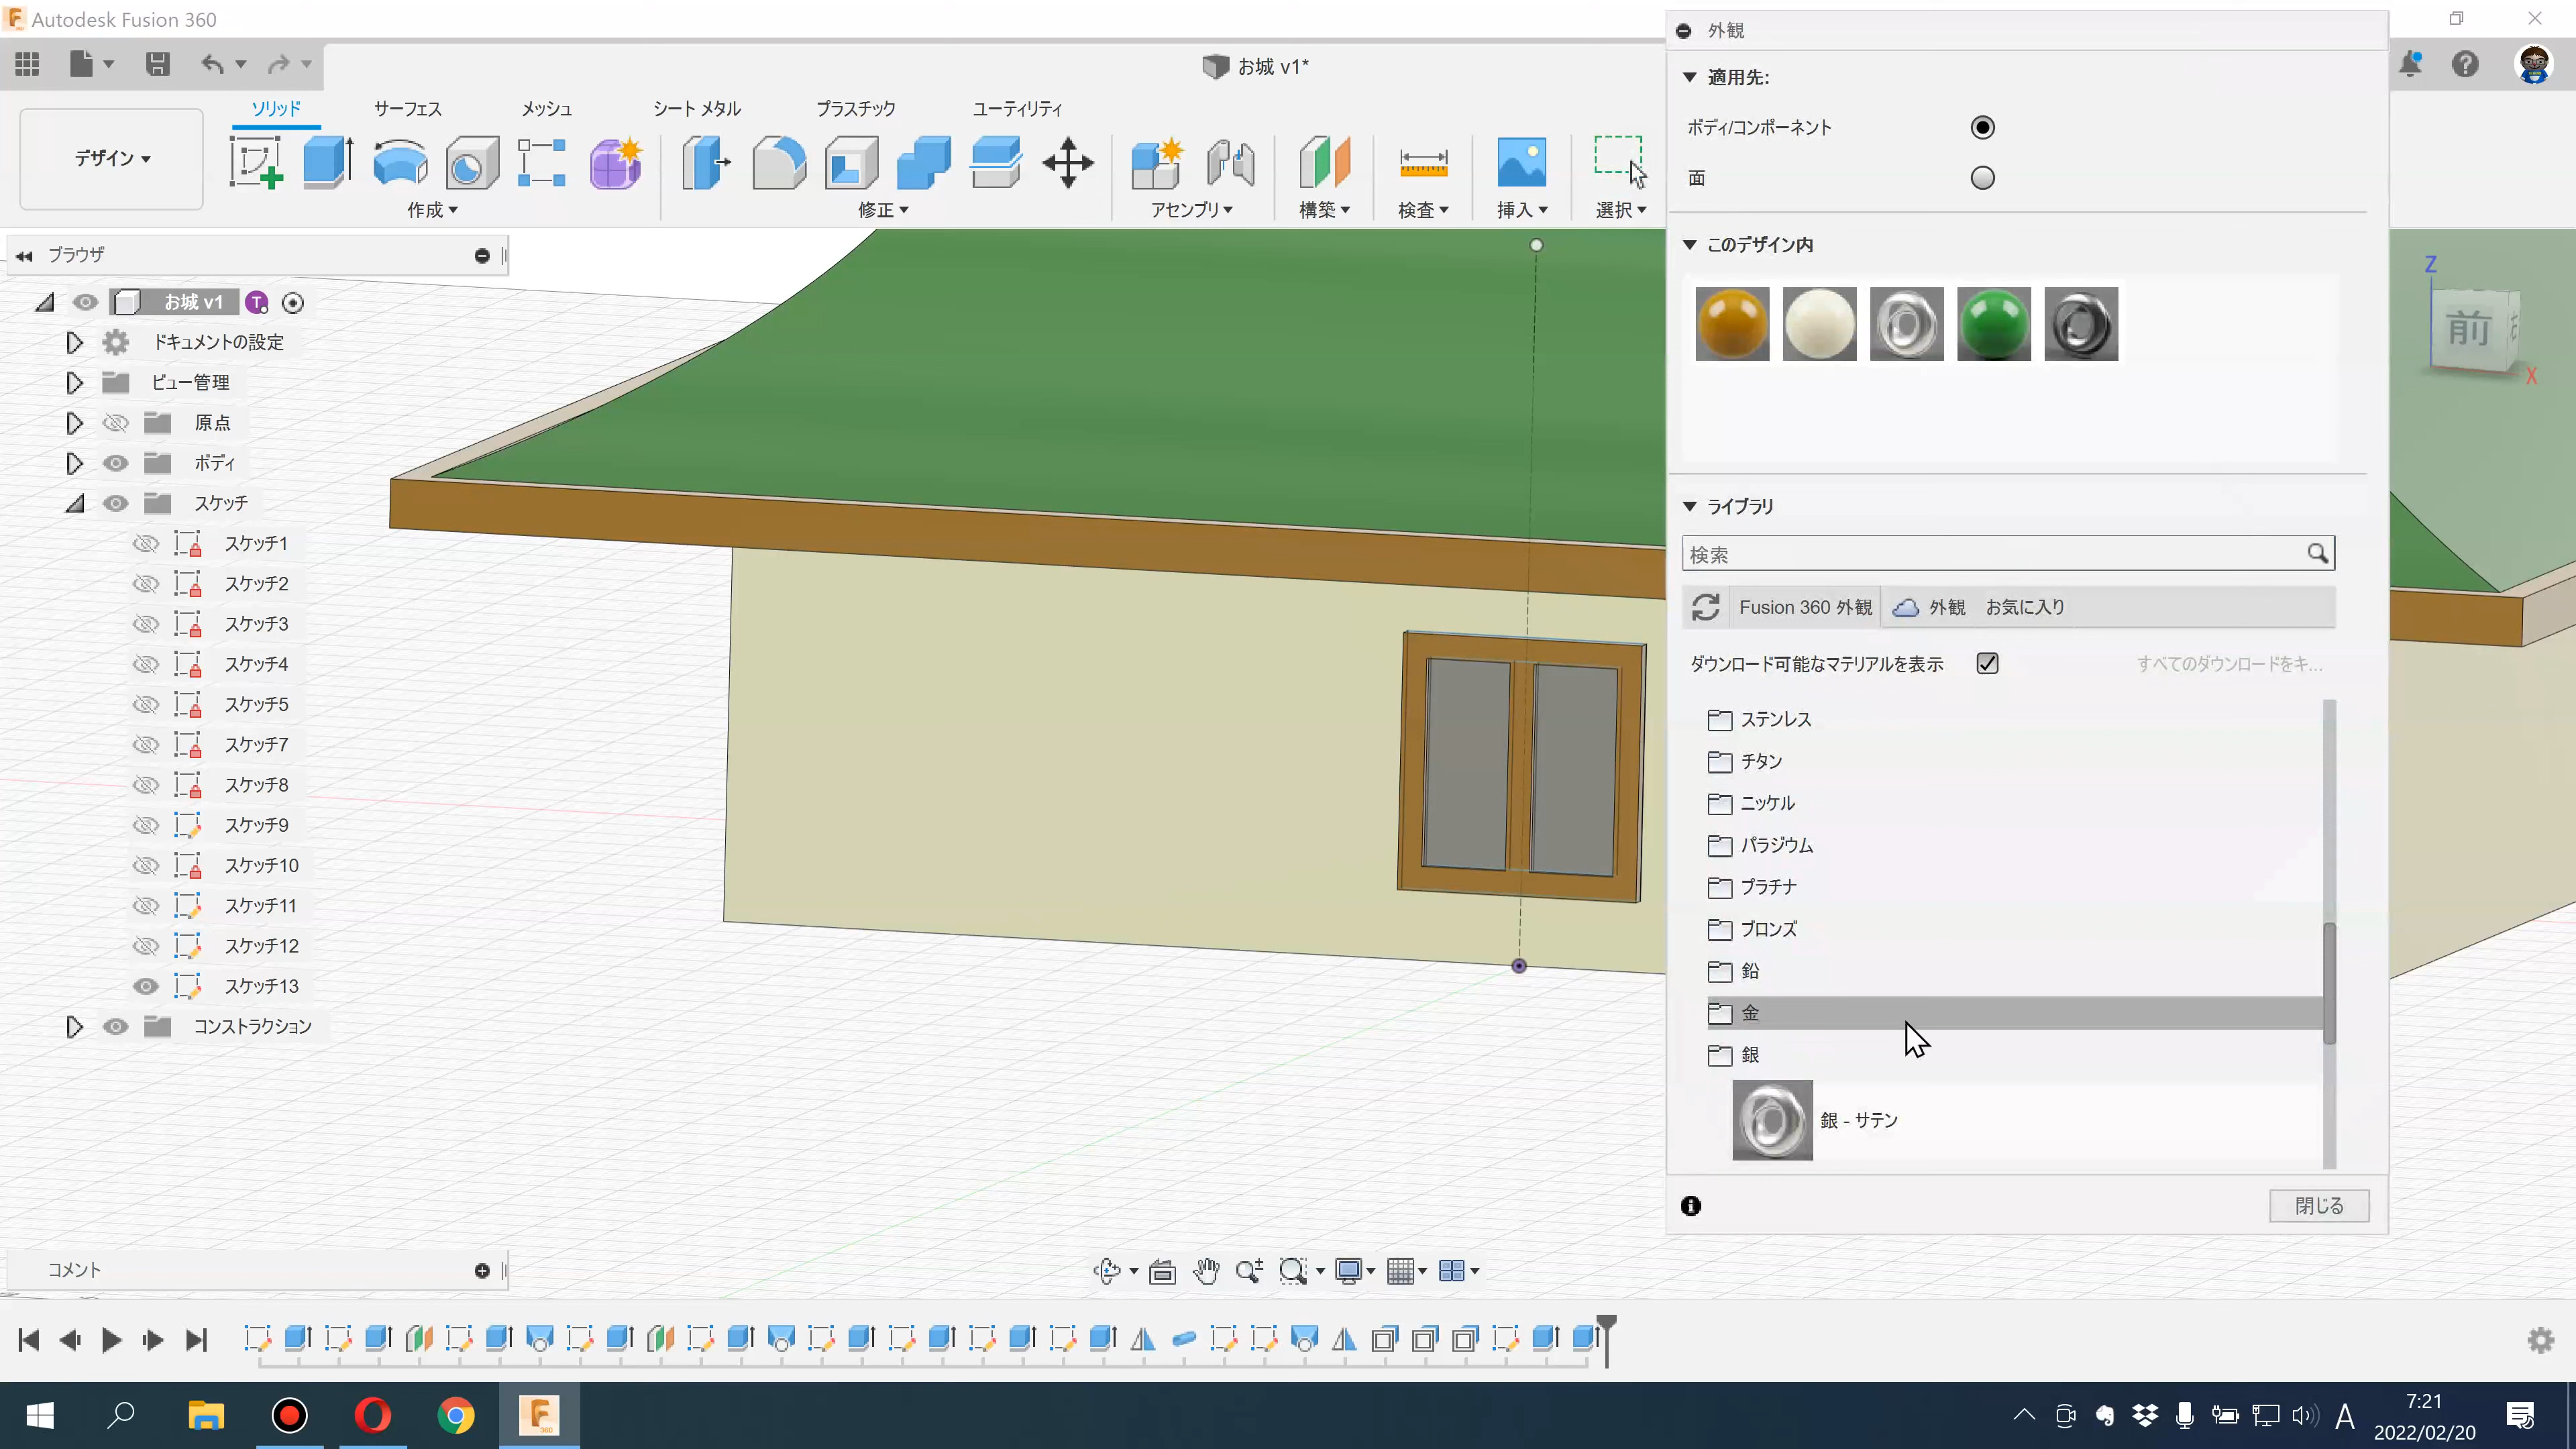 Autodesk Fusion 360
お城 v1*
ソリッド
サーフェス
メッシュ
シート メタル
プラスチック
ユーティリティ
デザイン
作成
修正
アセンブリ
構築
検査
挿入
選択
ブラウザ
お城 v1
ドキュメントの設定
ビュー管理
原点
ボディ
スケッチ
スケッチ1
スケッチ2
スケッチ3
スケッチ4
スケッチ5
スケッチ7
スケッチ8
スケッチ9
スケッチ10
スケッチ11
スケッチ12
スケッチ13
コンストラクション
コメント
外観
適用先:
ボディ/コンポーネント
面
このデザイン内
ライブラリ
検索
Fusion 360 外観
外観
お気に入り
ダウンロード可能なマテリアルを表示
すべてのダウンロードをキ...
ステンレス
チタン
ニッケル
パラジウム
プラチナ
ブロンズ
鉛
金
銀
銀 - サテン
閉じる
Z
前
X
A
7:21
2022/02/20